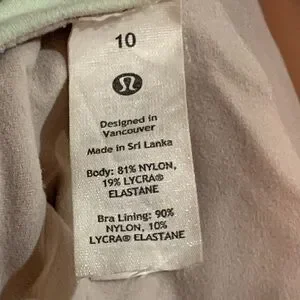 10
Designed in
Vancouver
Made in Sri Lanka
Body: 81% NYLON,
19% LYCRA®
ELASTANE
Bra Lining: 90%
NYLON, 10%
LYCRA® ELASTANE